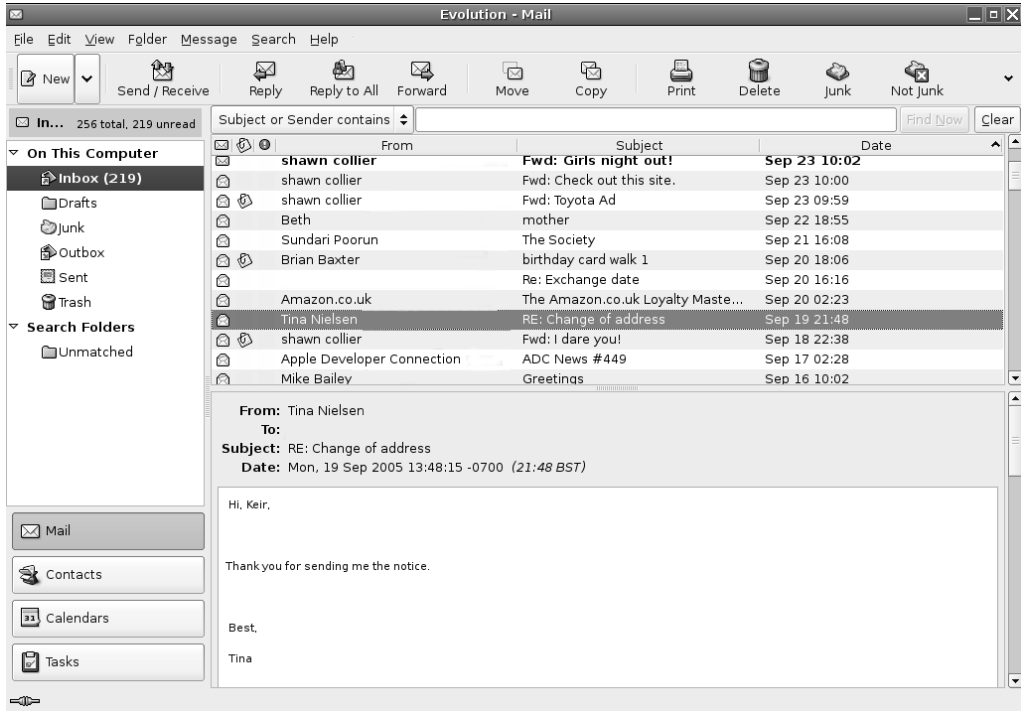 Evolution - Mail
File Edit View Folder Message Search Help
New Send / Receive Reply Reply to All Forward Move Copy Print Delete Junk Not Junk
In... 256 total, 219 unread
Subject or Sender contains Find Now Clear
On This Computer
Inbox (219)
Drafts
Junk
Outbox
Sent
Trash
Search Folders
Unmatched
Mail
Contacts
31 Calendars
Tasks
From Subject Date
shawn collier Fwd: Girls night out! Sep 23 10:02
shawn collier Fwd: Check out this site. Sep 23 10:00
shawn collier Fwd: Toyota Ad Sep 23 09:59
Beth mother Sep 22 18:55
Sundari Poorun The Society Sep 21 16:08
Brian Baxter birthday card walk 1 Sep 20 18:06
Re: Exchange date Sep 20 16:16
Amazon.co.uk The Amazon.co.uk Loyalty Maste... Sep 20 02:23
Tina Nielsen RE: Change of address Sep 19 21:48
shawn collier Fwd: I dare you! Sep 18 22:38
Apple Developer Connection ADC News #449 Sep 17 02:28
Mike Bailey Greetings Sep 16 10:02
From: Tina Nielsen
To:
Subject: RE: Change of address
Date: Mon, 19 Sep 2005 13:48:15 -0700 (21:48 BST)
Hi, Keir,
Thank you for sending me the notice.
Best,
Tina